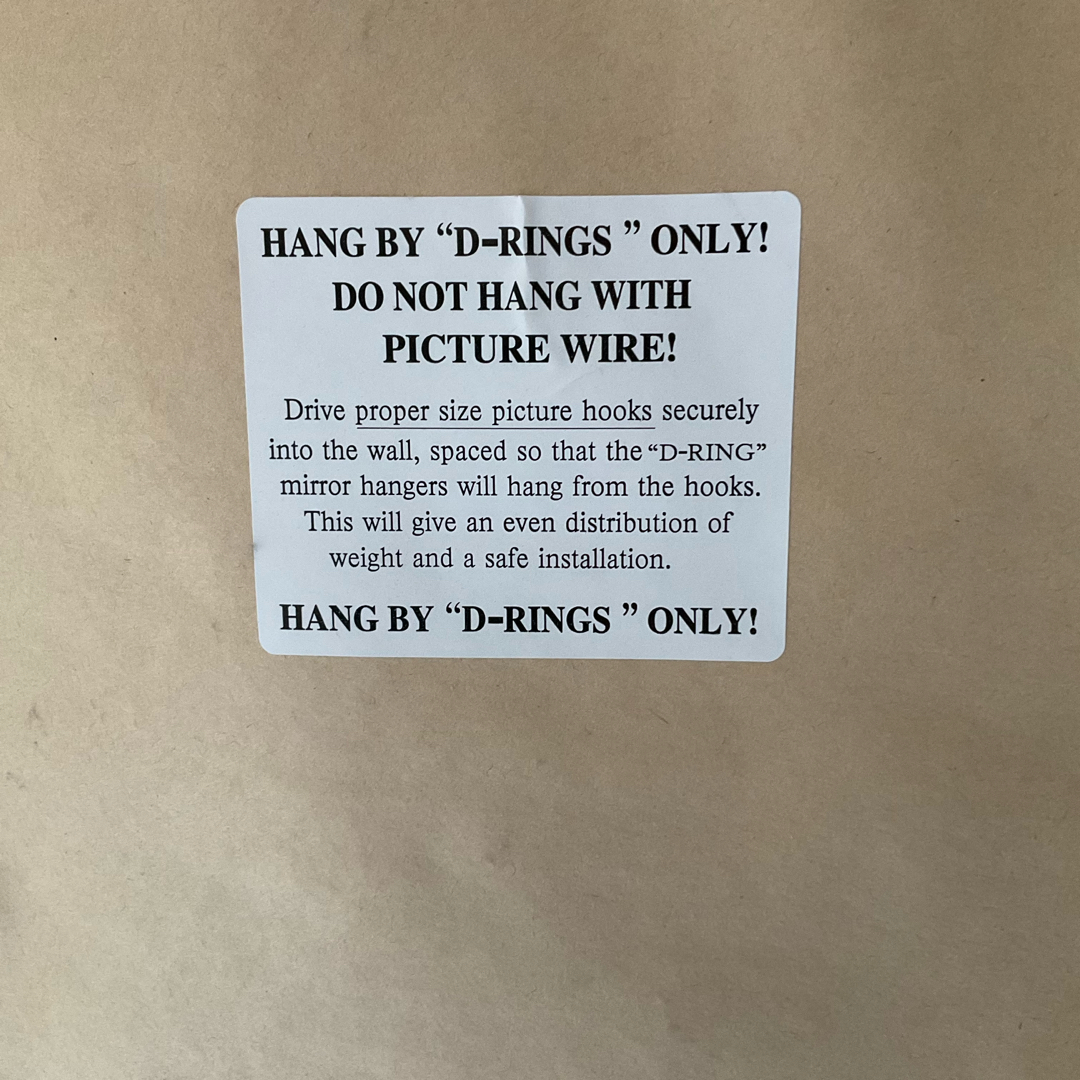 HANG BY “D-RINGS ” ONLY!
DO NOT HANG WITH
PICTURE WIRE!
Drive proper size picture hooks securely
into the wall, spaced so that the “D-RING”
mirror hangers will hang from the hooks.
This will give an even distribution of
weight and a safe installation.
HANG BY “D-RINGS ” ONLY!